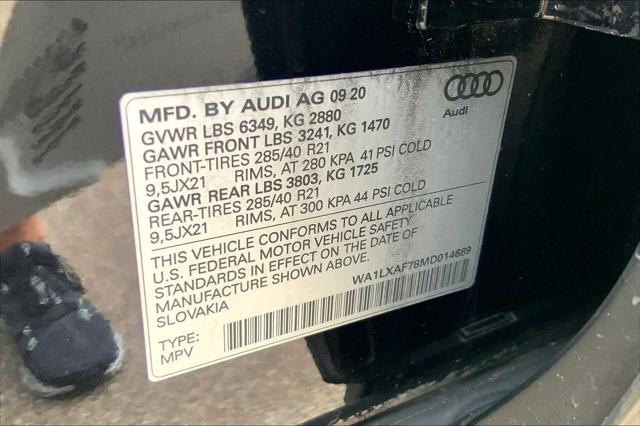 MFD. BY AUDI AG 09 20
GVWR LBS 6349, KG 2880
GAWR FRONT LBS 3241, KG 1470
FRONT-TIRES 285/40 R21
9,5JX21 RIMS, AT 280 KPA 41 PSI COLD
GAWR REAR LBS 3803, KG 1725
REAR-TIRES 285/40 R21
9,5JX21 RIMS, AT 300 KPA 44 PSI COLD
Audi
THIS VEHICLE CONFORMS TO ALL APPLICABLE
U.S. FEDERAL MOTOR VEHICLE SAFETY
STANDARDS IN EFFECT ON THE DATE OF
MANUFACTURE SHOWN ABOVE.
SLOVAKIA
WA1LXAF78MD014689
TYPE:
MPV